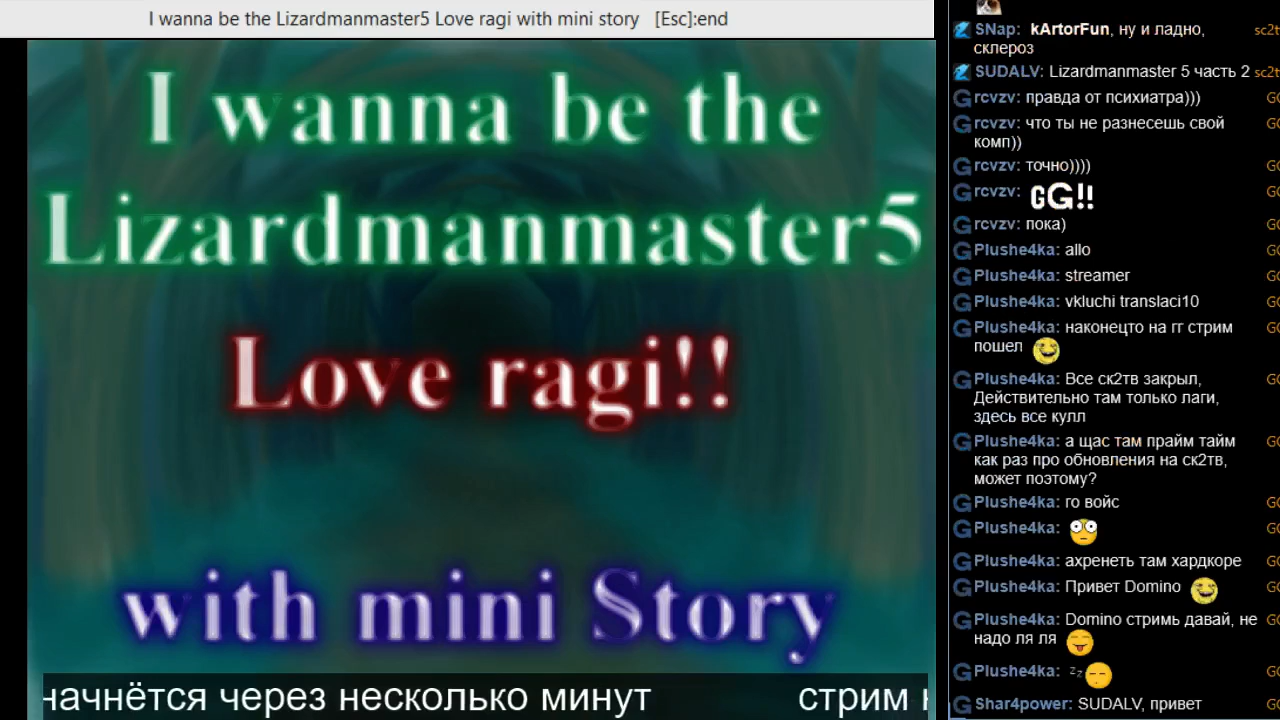 I wanna be the Lizardmanmaster5 Love ragi with mini story [Esc]:end
I wanna be the
Lizardmanmaster5
Love ragi!!
with mini Story
начнётся через несколько минут стрим
SNap: kArtorFun, ну и ладно,
склероз
SUDALV: Lizardmanmaster 5 часть 2
rcvzv: правда от психиатра)))
rcvzv: что ты не разнесешь свой
комп))
rcvzv: точно))))
rcvzv: GG!!
rcvzv: пока)
Plushe4ka: allo
Plushe4ka: streamer
Plushe4ka: vkluchi translaci10
Plushe4ka: наконецто на гг стрим
пошел
Plushe4ka: Все ск2тв закрыл,
Действительно там только лаги,
здесь все кулл
Plushe4ka: а щас там прайм тайм
как раз про обновления на ск2тв,
может поэтому?
Plushe4ka: го войс
Plushe4ka:
Plushe4ka: ахренеть там хардкоре
Plushe4ka: Привет Domino
Plushe4ka: Domino стримь давай, не
надо ля ля
Plushe4ka: zz
Shar4power: SUDALV, привет